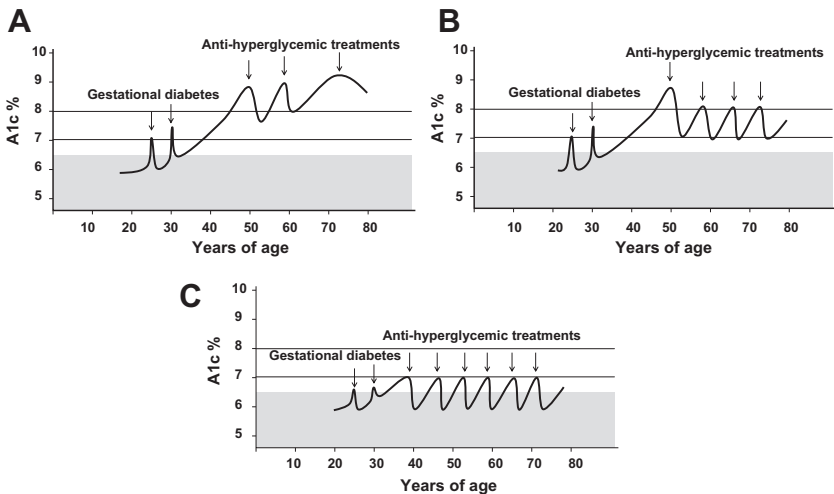 A
Anti-hyperglycemic treatments
Gestational diabetes
A1c %
10
9
8
7
6
5
10 20 30 40 50 60 70 80
Years of age
B
Anti-hyperglycemic treatments
Gestational diabetes
A1c %
10
9
8
7
6
5
10 20 30 40 50 60 70 80
Years of age
C
Anti-hyperglycemic treatments
Gestational diabetes
A1c %
10
9
8
7
6
5
10 20 30 40 50 60 70 80
Years of age